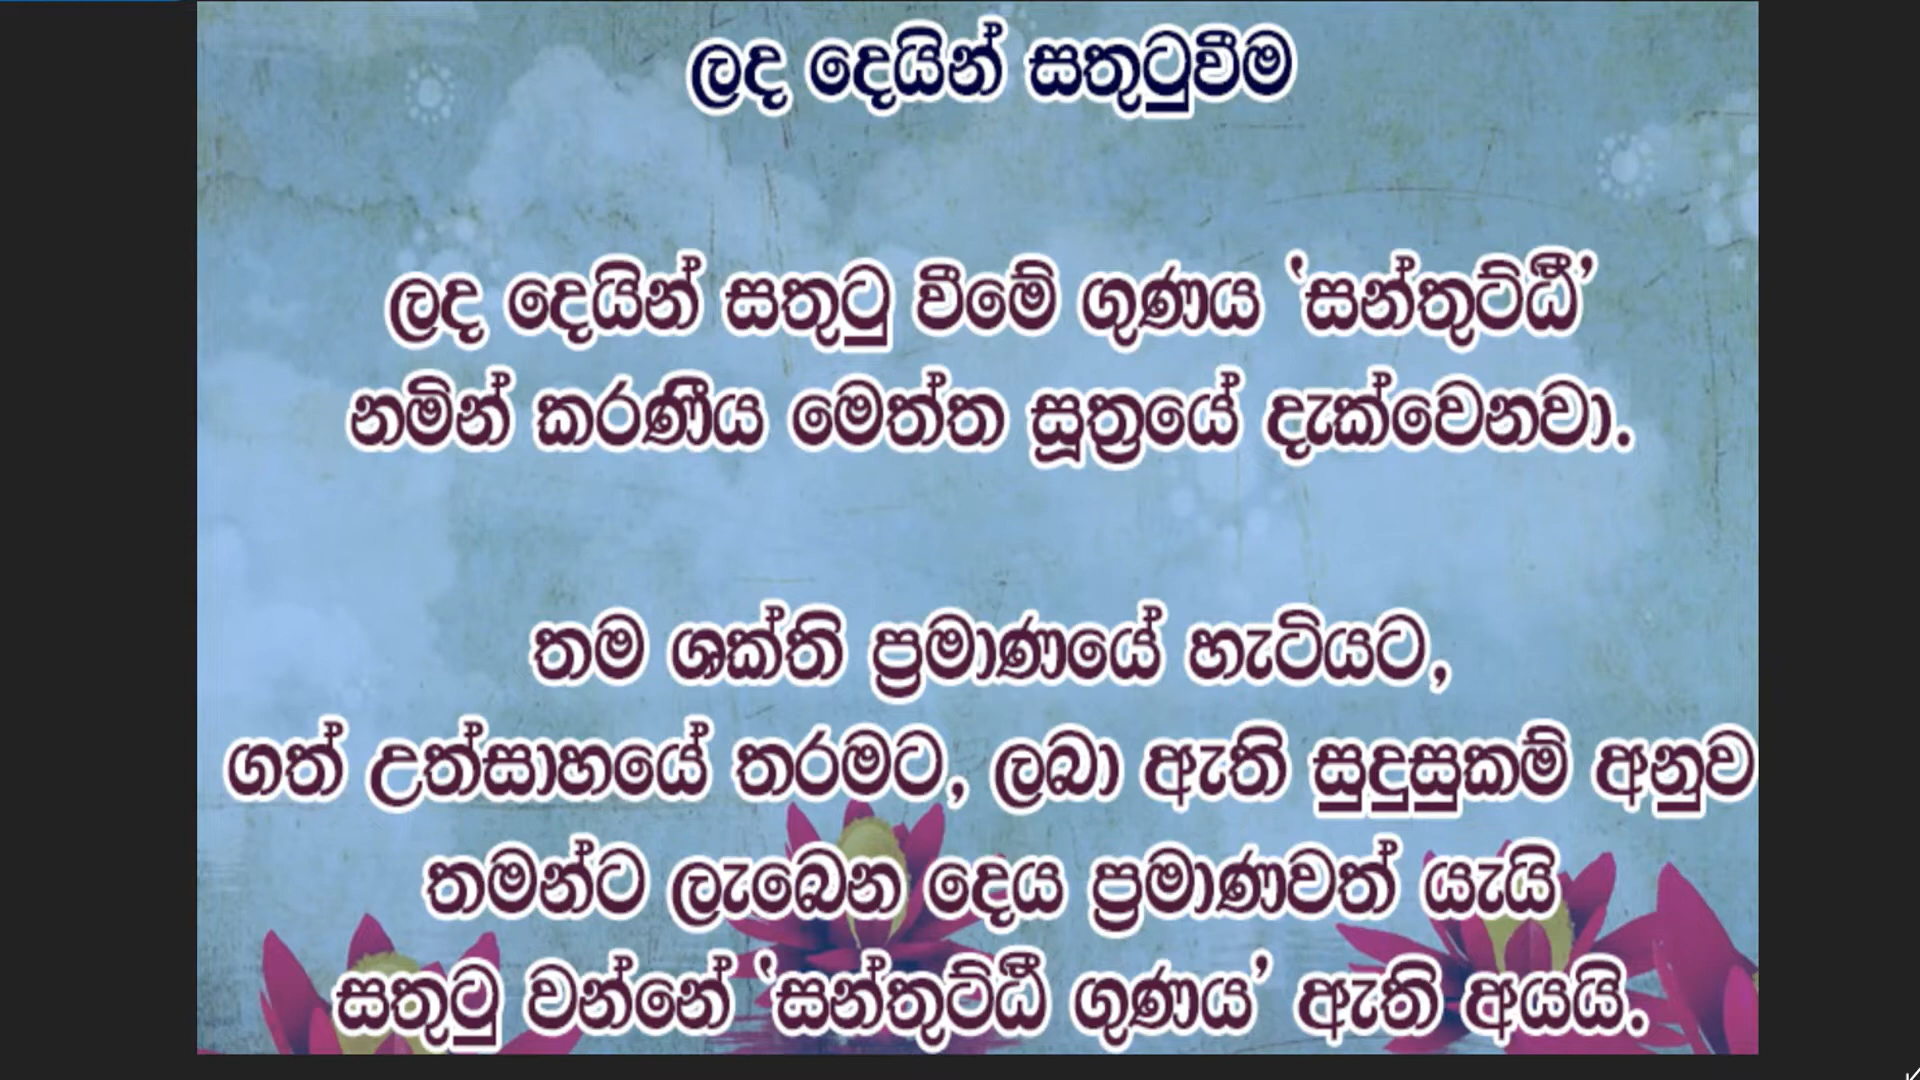 ලද දෙයින් සතුටුවීම
ලද දෙයින් සතුටු වීමේ ගුණය ‘සන්තුට්ඨී’
නමින් කරණීය මෙත්ත සූත්‍රයේ දැක්වෙනවා.
තම ශක්ති ප්‍රමාණයේ හැටියට,
ගත් උත්සාහයේ තරමට, ලබා ඇති සුදුසුකම් අනුව
තමන්ට ලැබෙන දෙය ප්‍රමාණවත් යැයි
සතුටු වන්නේ ‘සන්තුට්ඨී ගුණය’ ඇති අයයි.